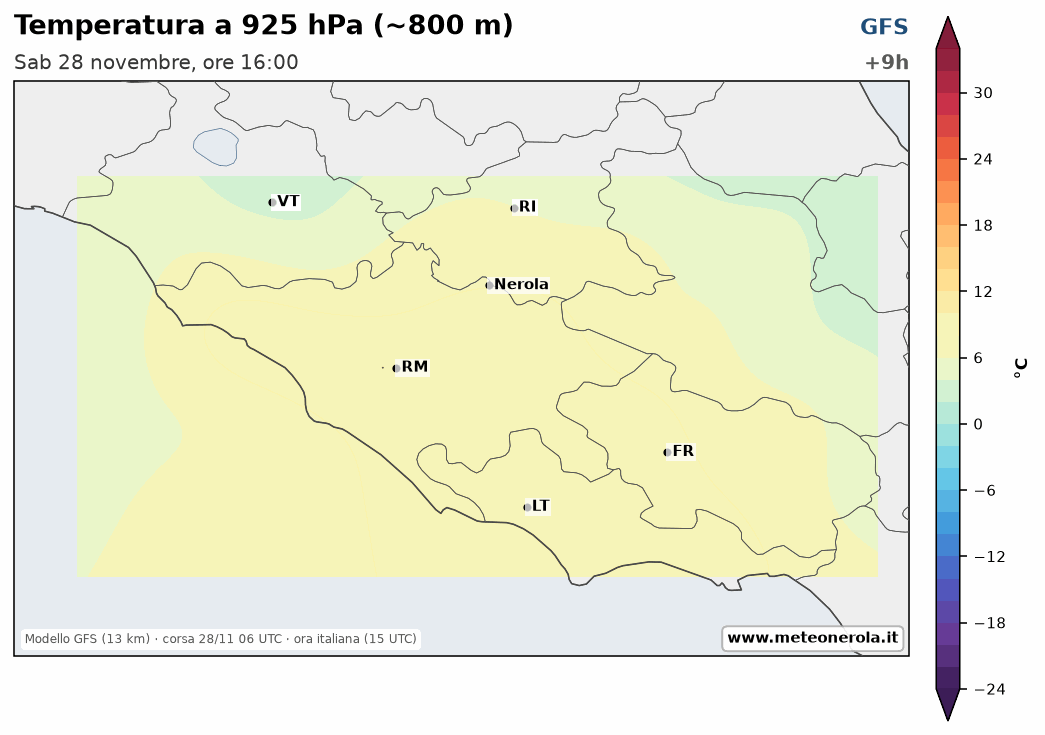 Temperatura a 925 hPa (~800 m)
GFS
Sab 28 novembre, ore 16:00
+9h
VT
RI
Nerola
RM
FR
LT
30
24
18
12
6
0
−6
−12
−18
−24
°C
Modello GFS (13 km) · corsa 28/11 06 UTC · ora italiana (15 UTC)
www.meteonerola.it